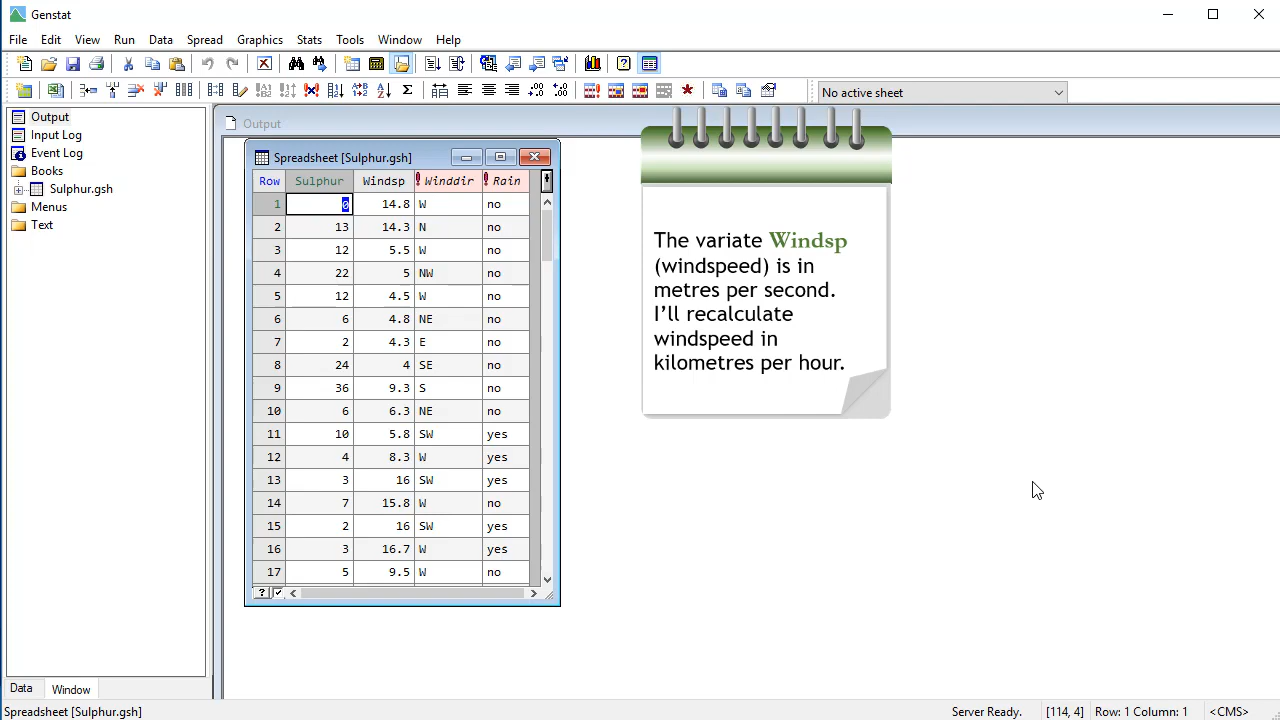 Genstat
File Edit View Run Data Spread Graphics Stats Tools Window Help
No active sheet
Output
Input Log
Event Log
Books
Sulphur.gsh
Menus
Text
Data Window
Output
Spreadsheet [Sulphur.gsh]
Row Sulphur Windsp ! Winddir ! Rain
1 0 14.8 W no
2 13 14.3 N no
3 12 5.5 W no
4 22 5 NW no
5 12 4.5 W no
6 6 4.8 NE no
7 2 4.3 E no
8 24 4 SE no
9 36 9.3 S no
10 6 6.3 NE no
11 10 5.8 SW yes
12 4 8.3 W yes
13 3 16 SW yes
14 7 15.8 W no
15 2 16 SW yes
16 3 16.7 W yes
17 5 9.5 W no
The variate Windsp
(windspeed) is in
metres per second.
I'll recalculate
windspeed in
kilometres per hour.
Spreadsheet [Sulphur.gsh] Server Ready. [114, 4] Row: 1 Column: 1 <CMS>